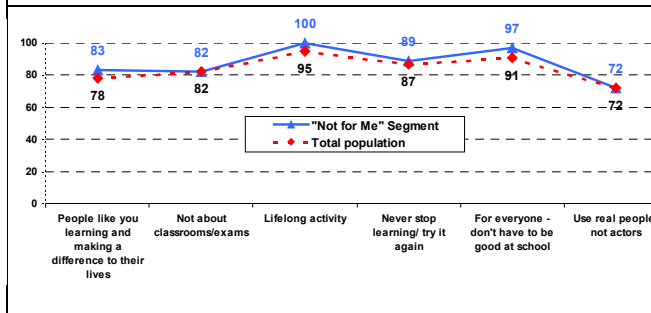 83
82
100
89
97
72
100
80
60
40
20
0
78
82
95
87
91
72
"Not for Me" Segment
Total population
People like you
learning and
making a
difference to their
lives
Not about
classrooms/exams
Lifelong activity
Never stop
learning/ try it
again
For everyone -
don't have to be
good at school
Use real people
not actors